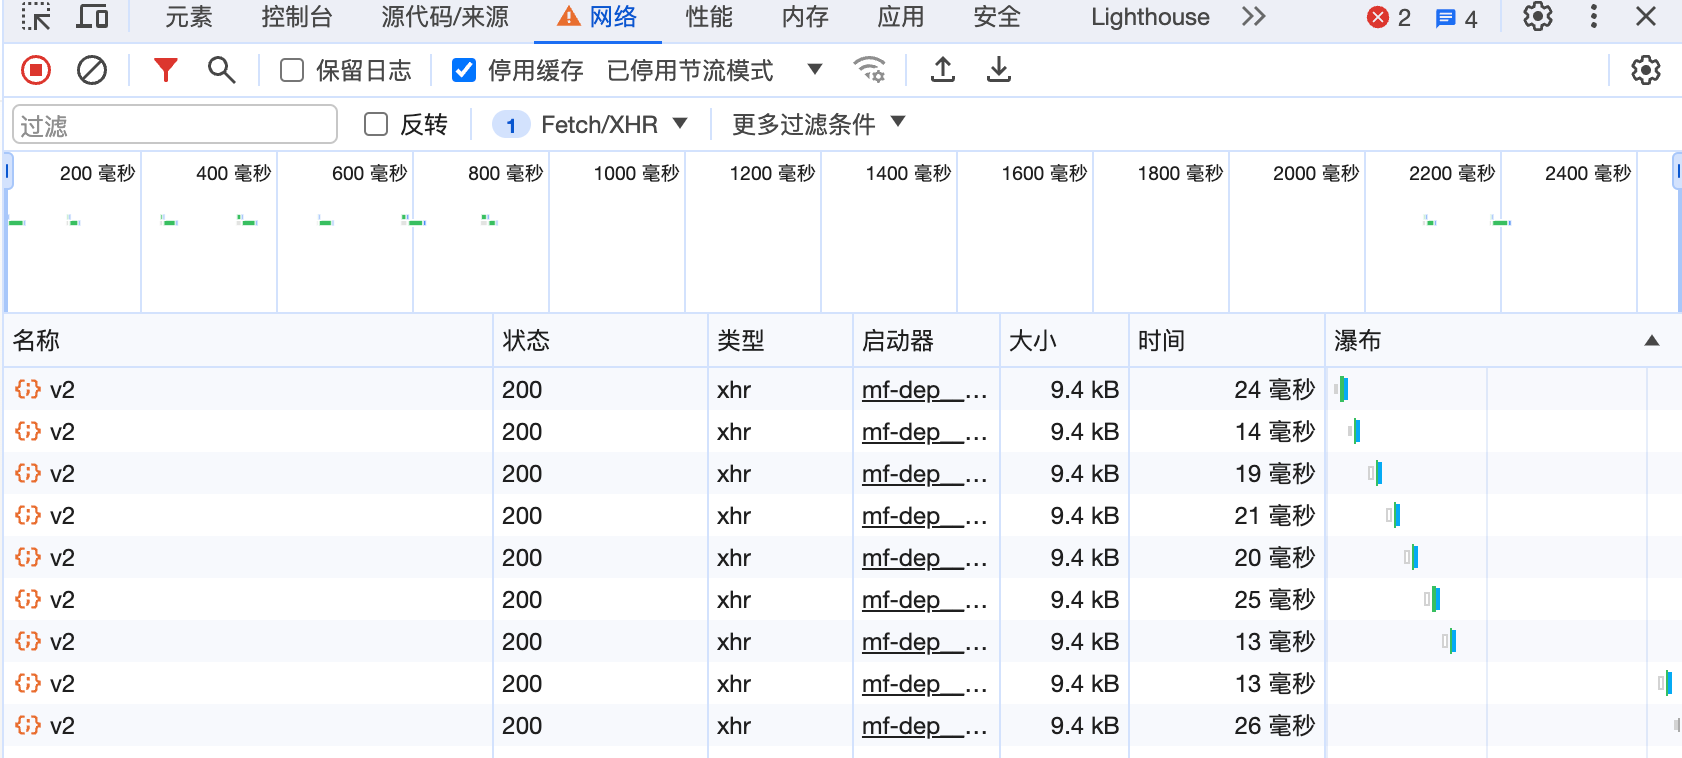 元素 控制台 源代码/来源 网络 性能 内存 应用 安全 Lighthouse 2 4
保留日志 停用缓存 已停用节流模式
过滤 反转 1 Fetch/XHR 更多过滤条件
200 毫秒 400 毫秒 600 毫秒 800 毫秒 1000 毫秒 1200 毫秒 1400 毫秒 1600 毫秒 1800 毫秒 2000 毫秒 2200 毫秒 2400 毫秒
名称 状态 类型 启动器 大小 时间 瀑布
v2 200 xhr mf-dep__… 9.4 kB 24 毫秒
v2 200 xhr mf-dep__… 9.4 kB 14 毫秒
v2 200 xhr mf-dep__… 9.4 kB 19 毫秒
v2 200 xhr mf-dep__… 9.4 kB 21 毫秒
v2 200 xhr mf-dep__… 9.4 kB 20 毫秒
v2 200 xhr mf-dep__… 9.4 kB 25 毫秒
v2 200 xhr mf-dep__… 9.4 kB 13 毫秒
v2 200 xhr mf-dep__… 9.4 kB 13 毫秒
v2 200 xhr mf-dep__… 9.4 kB 26 毫秒